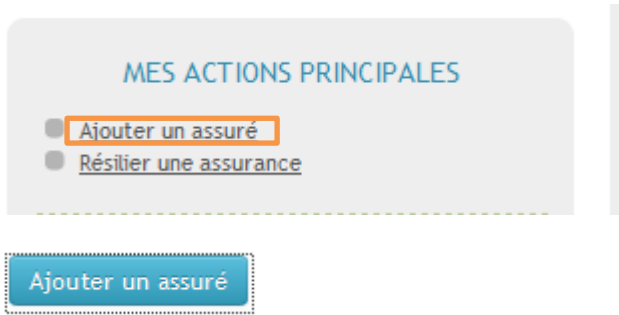 MES ACTIONS PRINCIPALES
Ajouter un assuré
Résilier une assurance
Ajouter un assuré